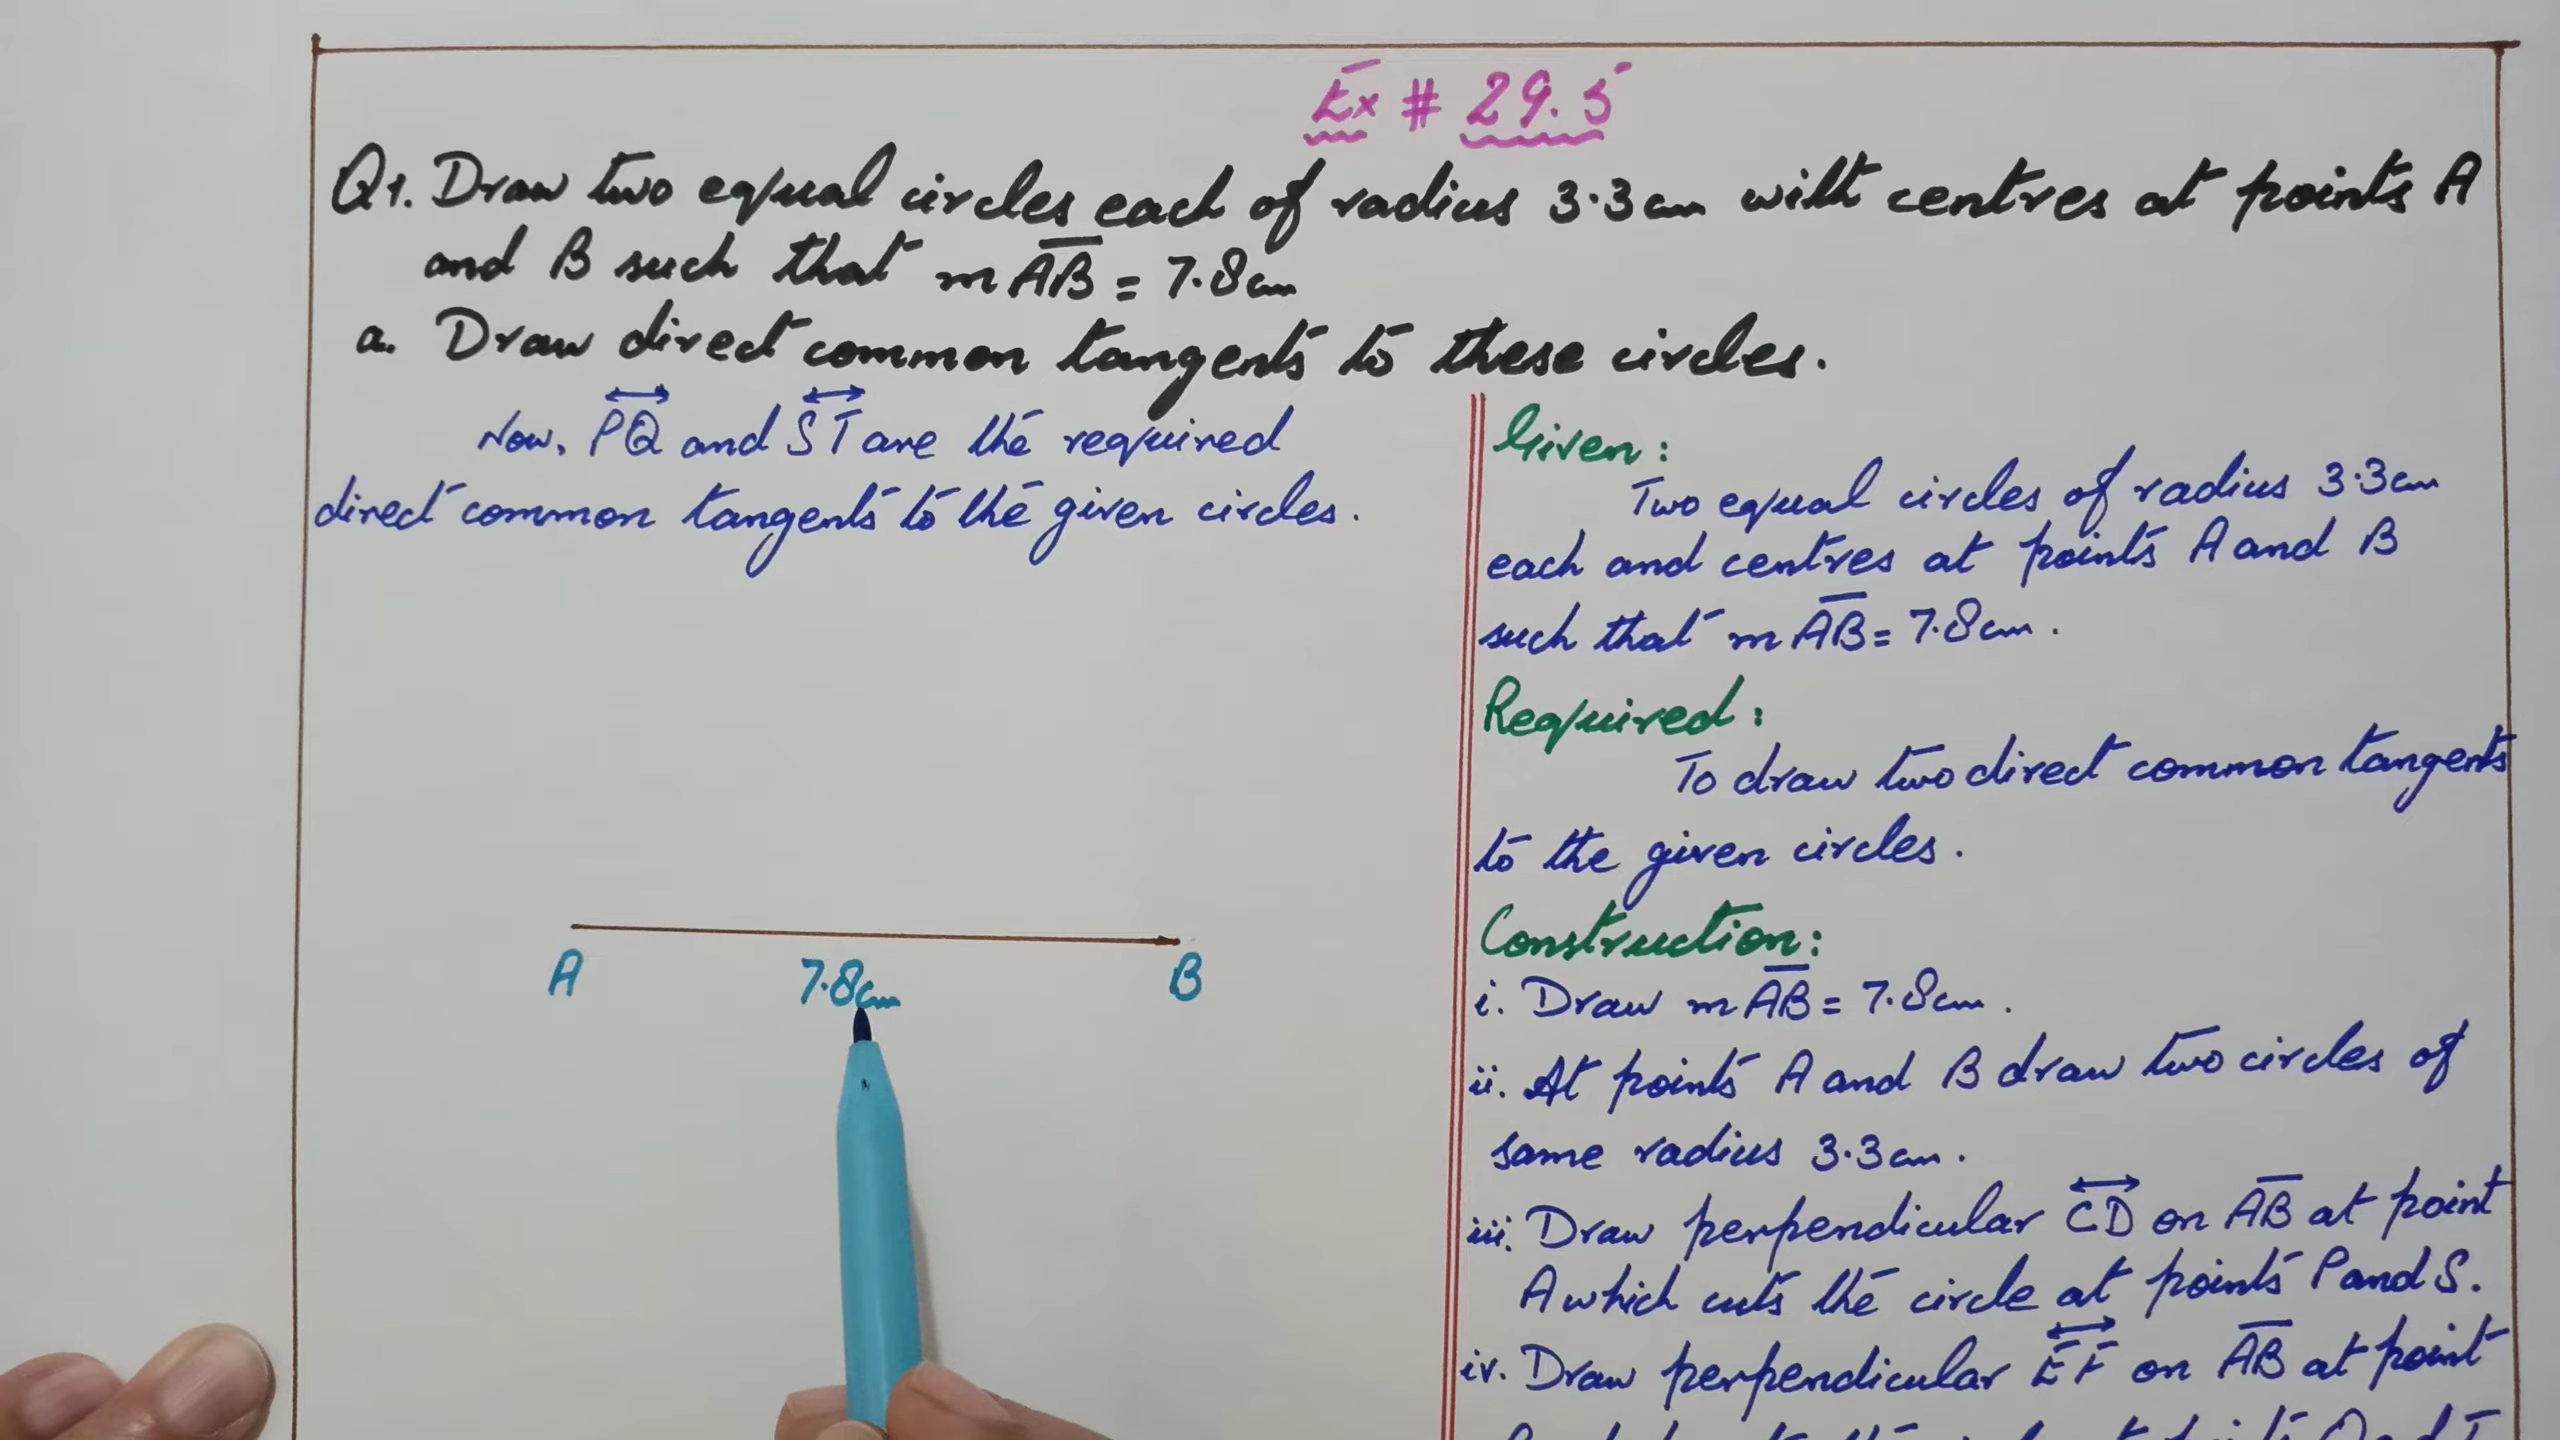 Ex # 29.5
Q1. Draw two equal circles each of radius 3.3cm with centres at points A
and B such that mAB = 7.8cm
a. Draw direct common tangents to these circles.
Now, PQ and ST are the required
direct common tangents to the given circles.
A
7.8cm
B
Given:
Two equal circles of radius 3.3cm
each and centres at points A and B
such that mAB = 7.8cm.
Required:
To draw two direct common tangents
to the given circles.
Construction:
i. Draw mAB = 7.8cm.
ii. At points A and B draw two circles of
same radius 3.3cm.
iii. Draw perpendicular CD on AB at point
A which cuts the circle at points P and S.
iv. Draw perpendicular EF on AB at point